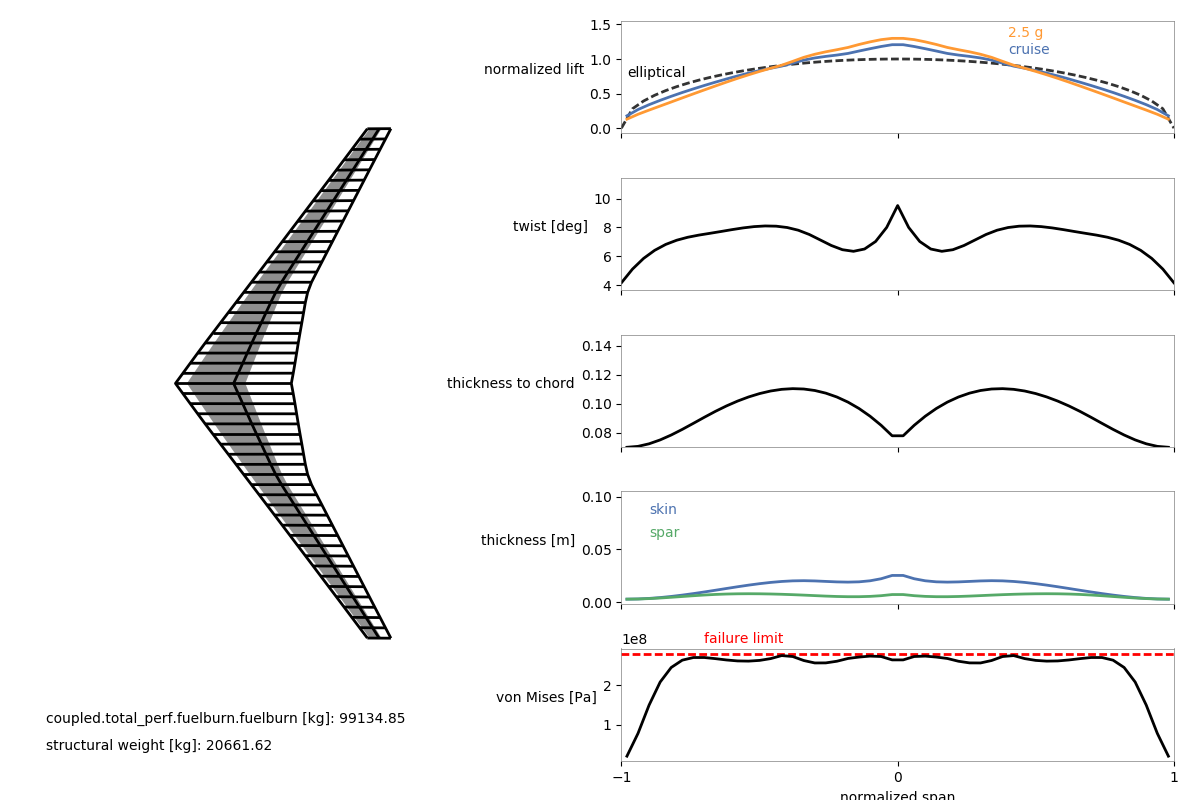 normalized lift
1.5
1.0
0.5
0.0
2.5 g
cruise
elliptical
twist [deg]
10
8
6
4
thickness to chord
0.14
0.12
0.10
0.08
thickness [m]
0.10
0.05
0.00
skin
spar
1e8
failure limit
von Mises [Pa]
2
1
−1
0
1
normalized span
coupled.total_perf.fuelburn.fuelburn [kg]: 99134.85
structural weight [kg]: 20661.62